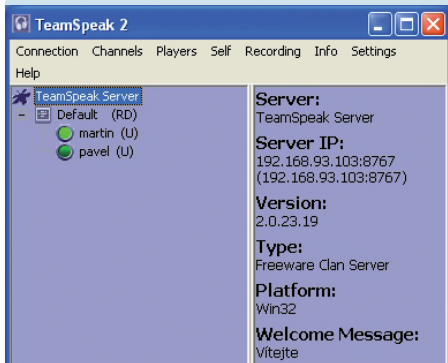 TeamSpeak 2
Connection Channels Players Self Recording Info Settings
Help
TeamSpeak Server
Default (RD)
martin (U)
pavel (U)
Server:
TeamSpeak Server
Server IP:
192.168.93.103:8767
(192.168.93.103:8767)
Version:
2.0.23.19
Type:
Freeware Clan Server
Platform:
Win32
Welcome Message:
Vítejte